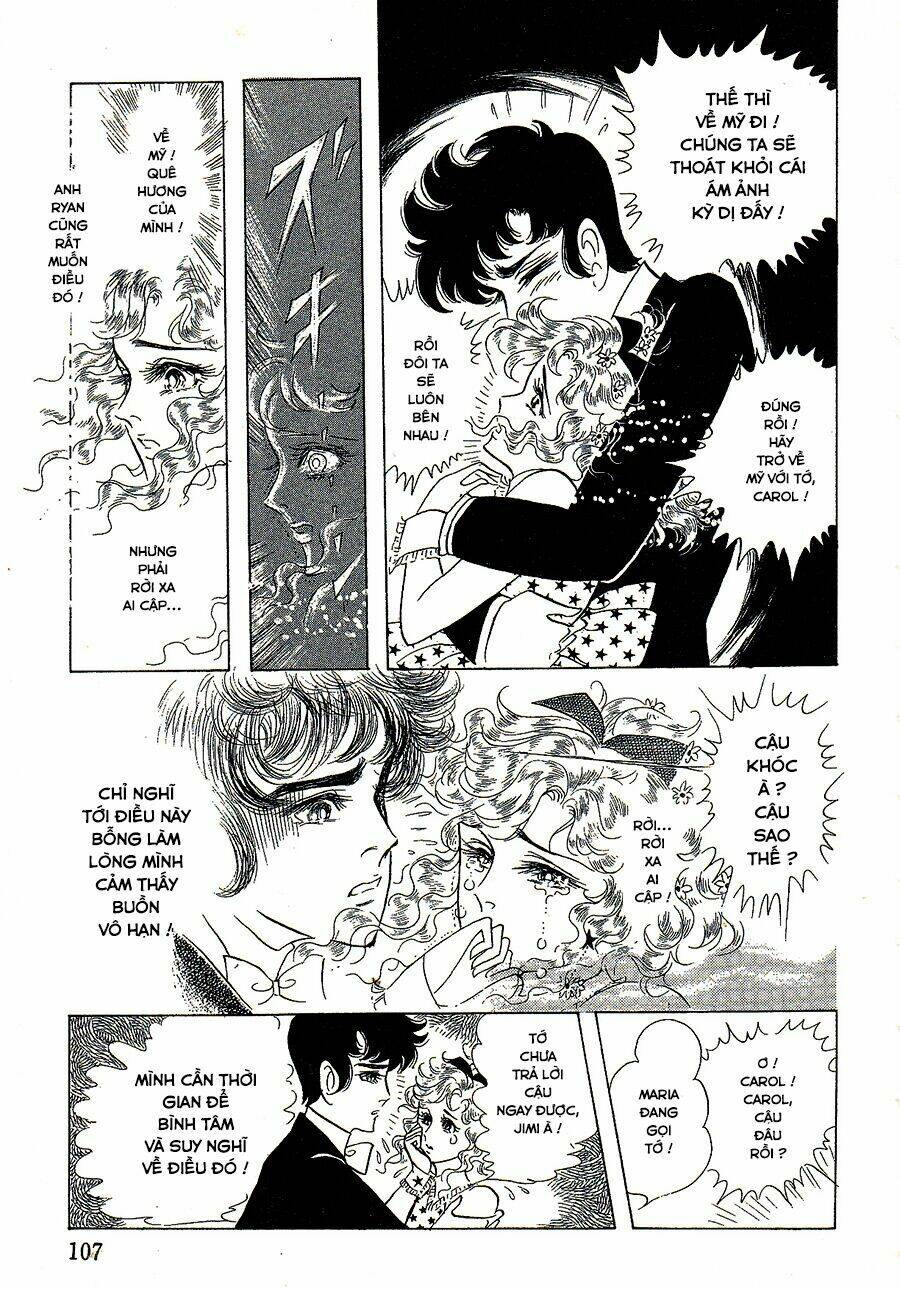 THẾ THÌ
VỀ MỸ ĐI !
CHÚNG TA SẼ
THOÁT KHỎI CÁI
ÁM ẢNH
KỲ DỊ ĐẤY !
ĐÚNG
RỒI !
HÃY
TRỞ VỀ
MỸ VỚI TỚ,
CAROL !
RỒI
ĐÔI TA
SẼ
LUÔN
BÊN
NHAU !
ズキ
VỀ
MỸ !
QUÊ
HƯƠNG
CỦA
MÌNH !
ANH
RYAN
CŨNG
RẤT
MUỐN
ĐIỀU
ĐÓ !
NHƯNG
PHẢI
RỜI XA
AI CẬP...
CẬU
KHÓC
À ?
CẬU
SAO
THẾ ?
RỜI...
RỜI
XA
AI
CẬP !
CHỈ NGHĨ
TỚI ĐIỀU NÀY
BỖNG LÀM
LÒNG MÌNH
CẢM THẤY
BUỒN
VÔ HẠN !
Ơ !
CAROL !
CAROL,
CẬU
ĐÂU
RỒI ?
MARIA
ĐANG
GỌI
TỚ !
TỚ
CHƯA
TRẢ LỜI
CẬU
NGAY ĐƯỢC,
JIMI À !
MÌNH CẦN THỜI
GIAN ĐỂ
BÌNH TÂM
VÀ SUY NGHĨ
VỀ ĐIỀU ĐÓ !
107